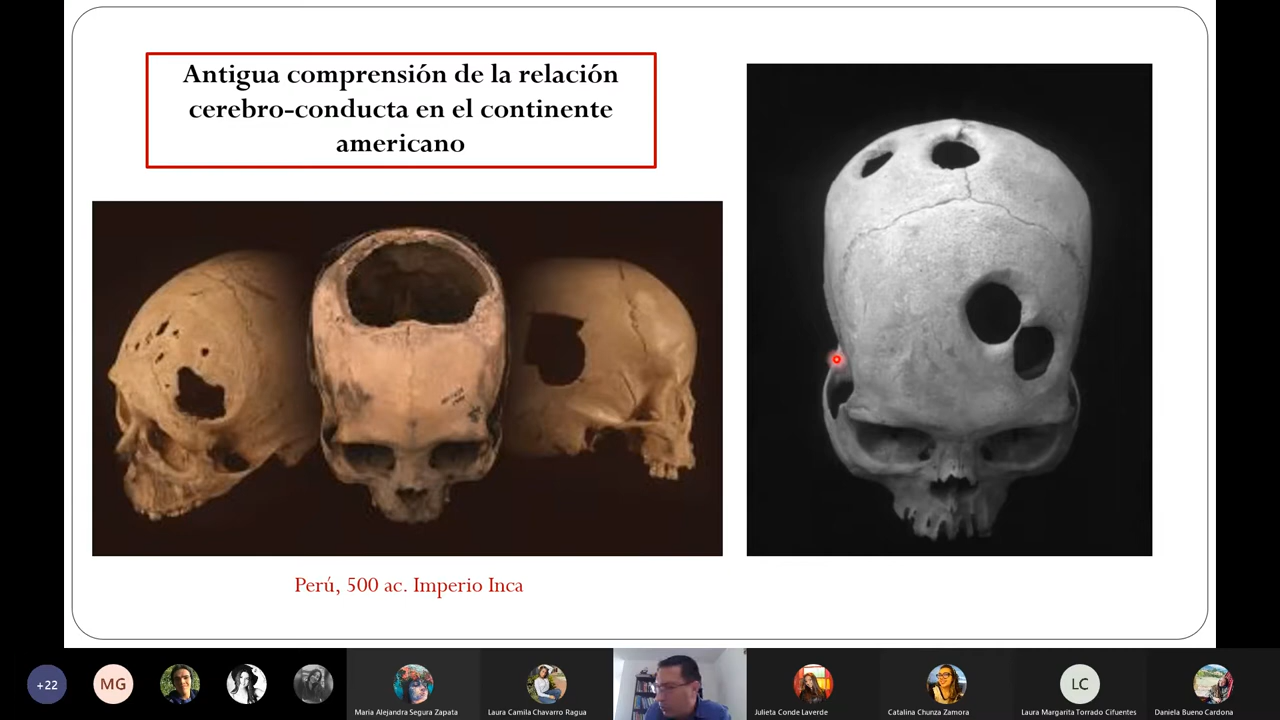 Antigua comprensión de la relación
cerebro-conducta en el continente
americano
Perú, 500 ac. Imperio Inca
+22
MG
Maria Alejandra Segura Zapata
Laura Camila Chavarro Ragua
Julieta Conde Laverde
Catalina Chunza Zamora
LC
Laura Margarita Torrado Cifuentes
Daniela Bueno Cardona